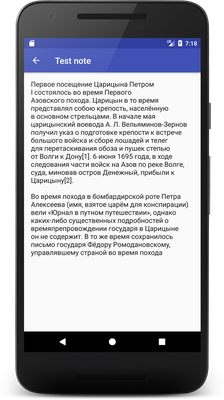 7:18
Test note
Первое посещение Царицына Петром
I состоялось во время Первого
Азовского похода. Царицын в то время
представлял собою крепость, населённую
в основном стрельцами. В начале мая
царицынский воевода А. Л. Вельяминов-Зернов
получил указ о подготовке крепости к встрече
большого войска и сборе лошадей и телег
для перетаскивания обоза и пушек степью
от Волги к Дону[1]. 6 июня 1695 года, в ходе
следования части войск на Азов по реке Волге,
суда, миновав остров Денежный, прибыли к
Царицыну[2].
Во время похода в бомбардирской роте Петра
Алексеева (имя, взятое царём для конспирации)
вели «Юрнал в путном путешествии», однако
каких-либо существенных подробностей о
времяпрепровождении государя в Царицыне
он не содержит. В то же время сохранилось
письмо государя Фёдору Ромодановскому,
управлявшему страной во время похода